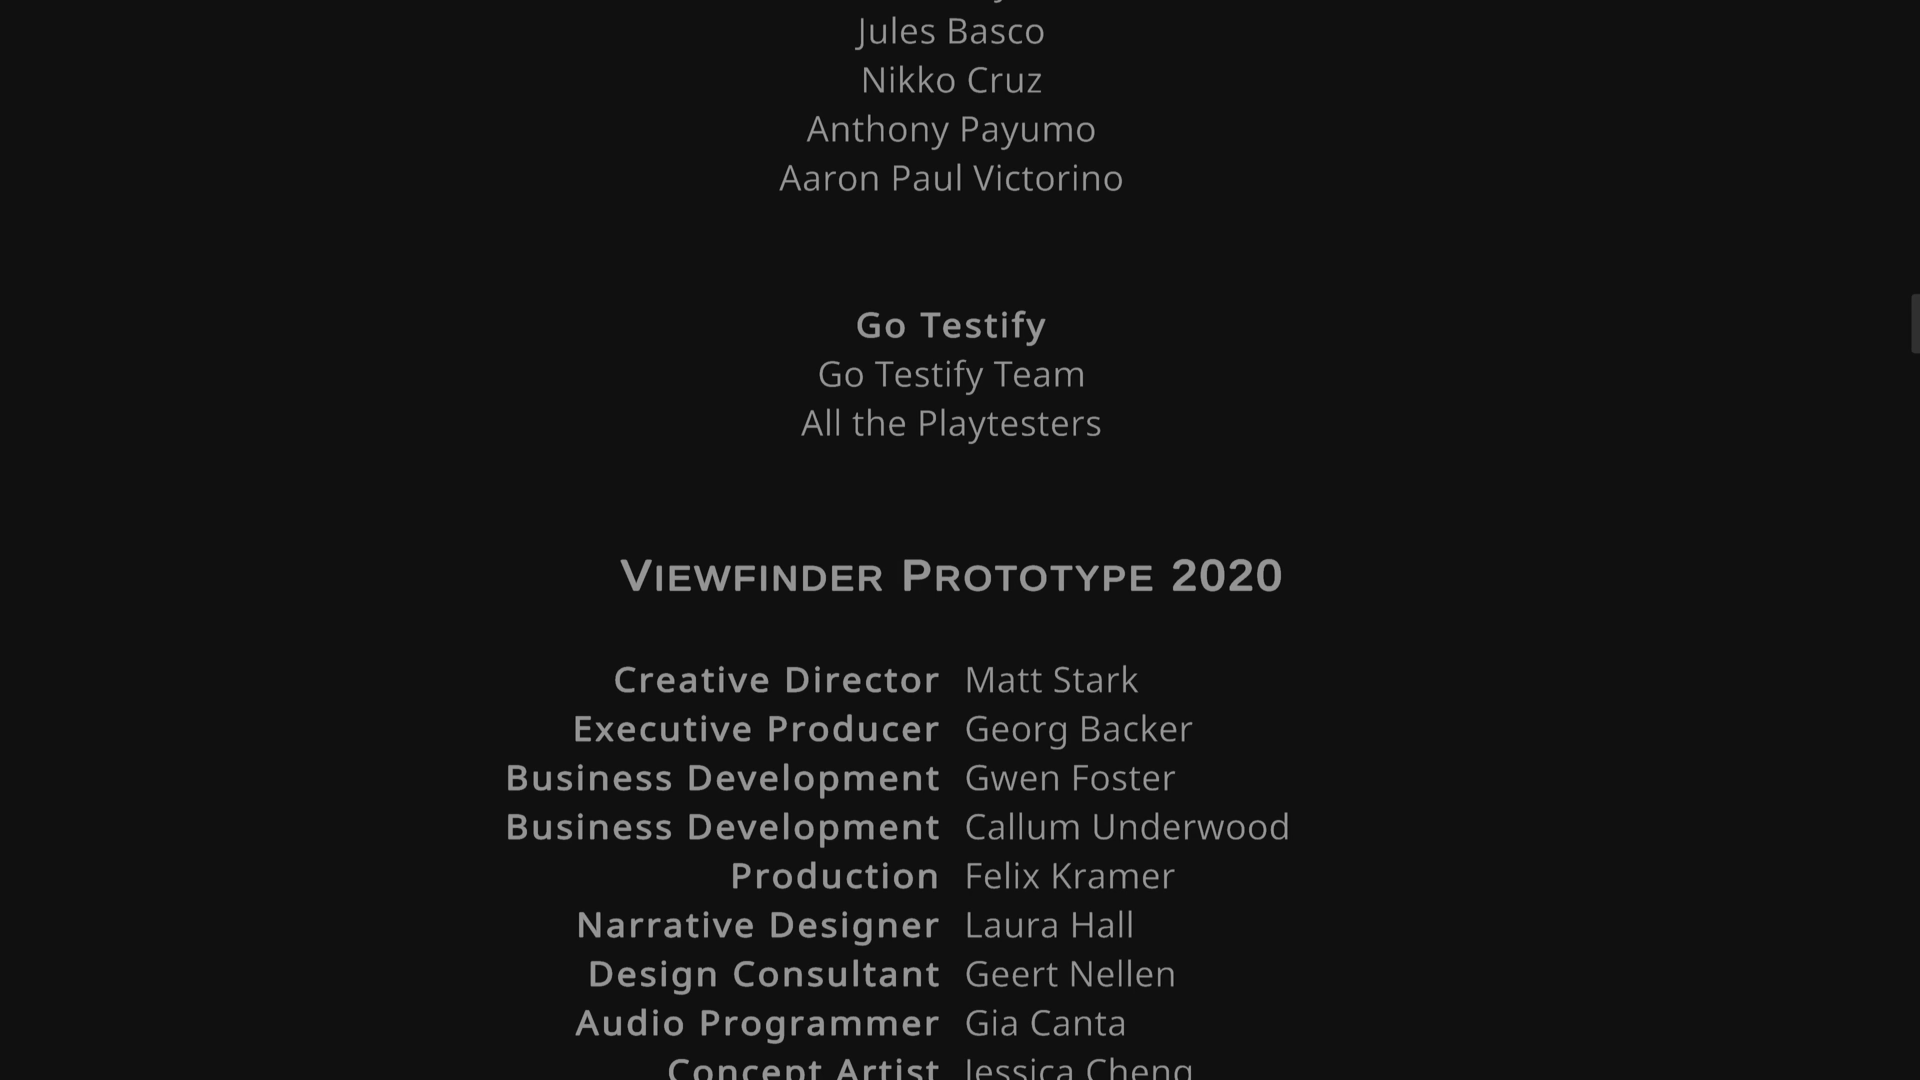 Jules Basco
Nikko Cruz
Anthony Payumo
Aaron Paul Victorino
Go Testify
Go Testify Team
All the Playtesters
VIEWFINDER PROTOTYPE 2020
Creative Director Matt Stark
Executive Producer Georg Backer
Business Development Gwen Foster
Business Development Callum Underwood
Production Felix Kramer
Narrative Designer Laura Hall
Design Consultant Geert Nellen
Audio Programmer Gia Canta
Concept Artist Jessica Cheng